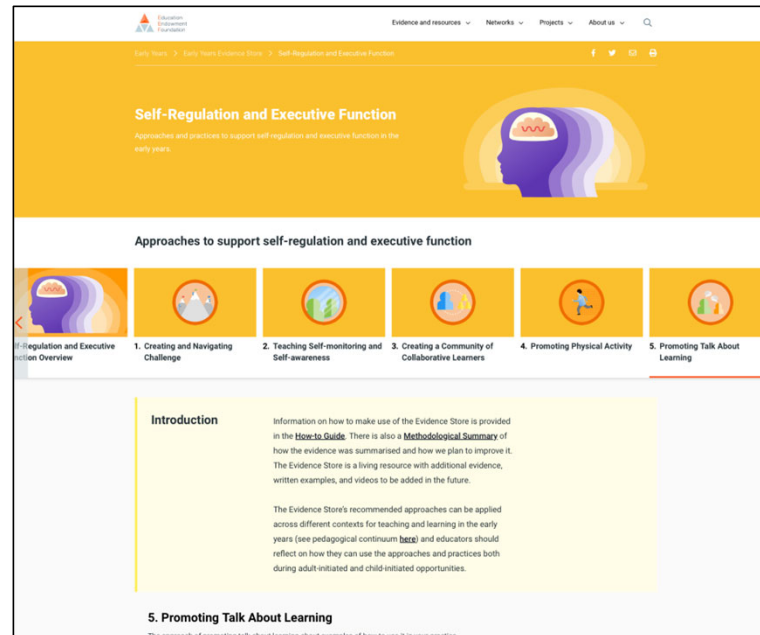 Education
Endowment
Foundation
Evidence and resources
Networks
Projects
About us
Early Years > Early Years Evidence Store > Self-Regulation and Executive Function
Self-Regulation and Executive Function
Approaches and practices to support self-regulation and executive function in the
early years.
Approaches to support self-regulation and executive function
lf-Regulation and Executive
nction Overview
1. Creating and Navigating
Challenge
2. Teaching Self-monitoring and
Self-awareness
3. Creating a Community of
Collaborative Learners
4. Promoting Physical Activity
5. Promoting Talk About
Learning
Introduction
Information on how to make use of the Evidence Store is provided
in the How-to Guide. There is also a Methodological Summary of
how the evidence was summarised and how we plan to improve it.
The Evidence Store is a living resource with additional evidence,
written examples, and videos to be added in the future.
The Evidence Store's recommended approaches can be applied
across different contexts for teaching and learning in the early
years (see pedagogical continuum here) and educators should
reflect on how they can use the approaches and practices both
during adult-initiated and child-initiated opportunities.
5. Promoting Talk About Learning